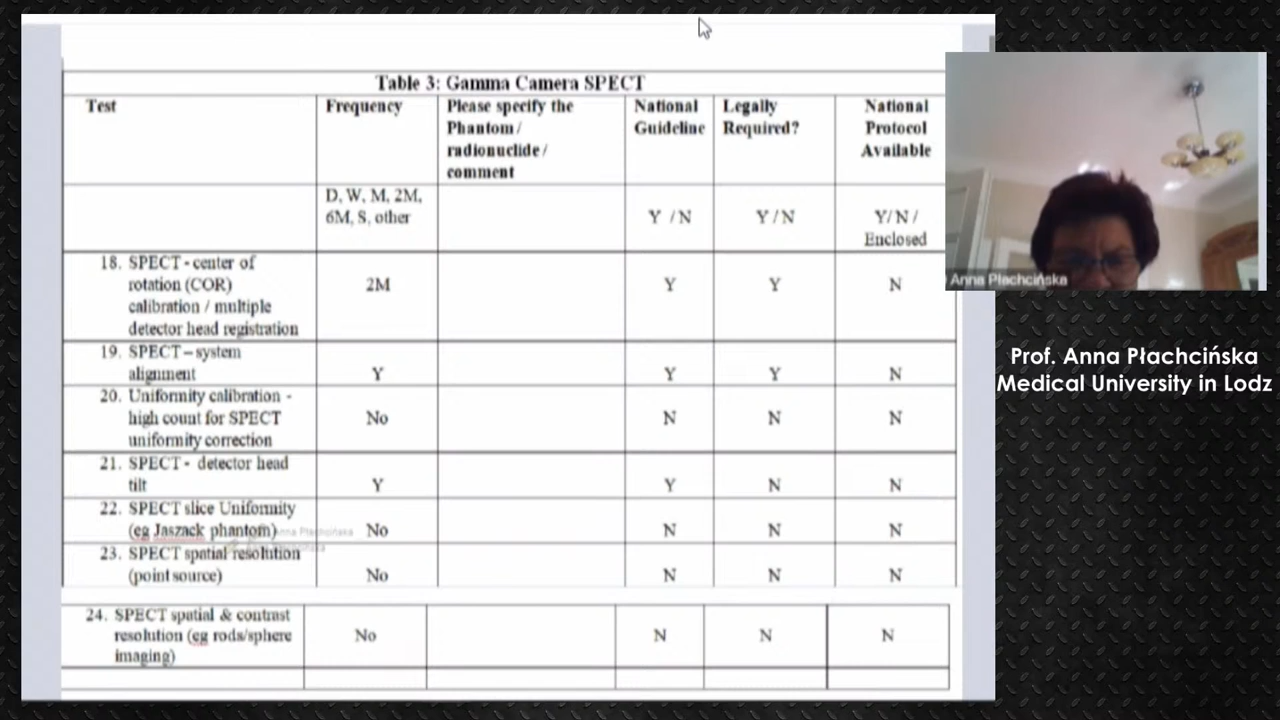 Table 3: Gamma Camera SPECT
Test
Frequency
Please specify the
Phantom/
radionuclide/
comment
National
Guideline
Legally
Required?
National
Protocol
Available
D, W, M, 2M,
6M, S, other
Y /N
Y/N
Y/N/
Enclosed
18. SPECT - center of
rotation (COR)
calibration / multiple
detector head registration
2M
Y
Y
N
19. SPECT – system
alignment
Y
Y
Y
N
20. Uniformity calibration -
high count for SPECT
uniformity correction
No
N
N
N
21. SPECT - detector head
tilt
Y
Y
N
N
22. SPECT slice Uniformity
(eg Jaszack phantom)
No
N
N
N
23. SPECT spatial resolution
(point source)
No
N
N
N
24. SPECT spatial & contrast
resolution (eg rods/sphere
imaging)
No
N
N
N
Anna Płachcińska
Prof. Anna Płachcińska
Medical University in Lodz